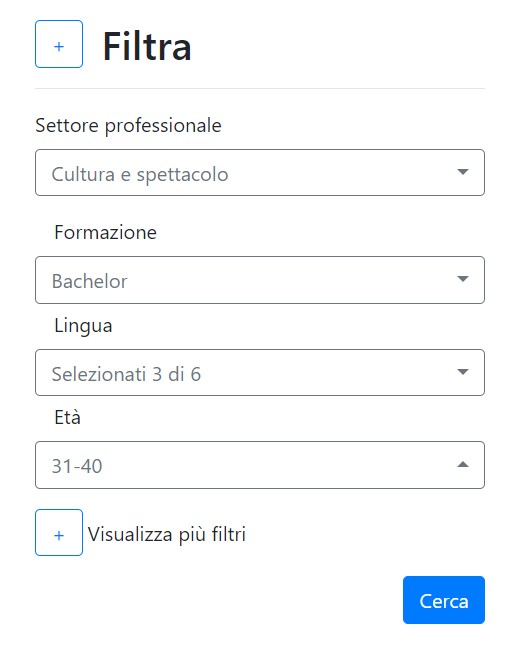 + Filtra
Settore professionale
Cultura e spettacolo
Formazione
Bachelor
Lingua
Selezionati 3 di 6
Età
31-40
+ Visualizza più filtri
Cerca